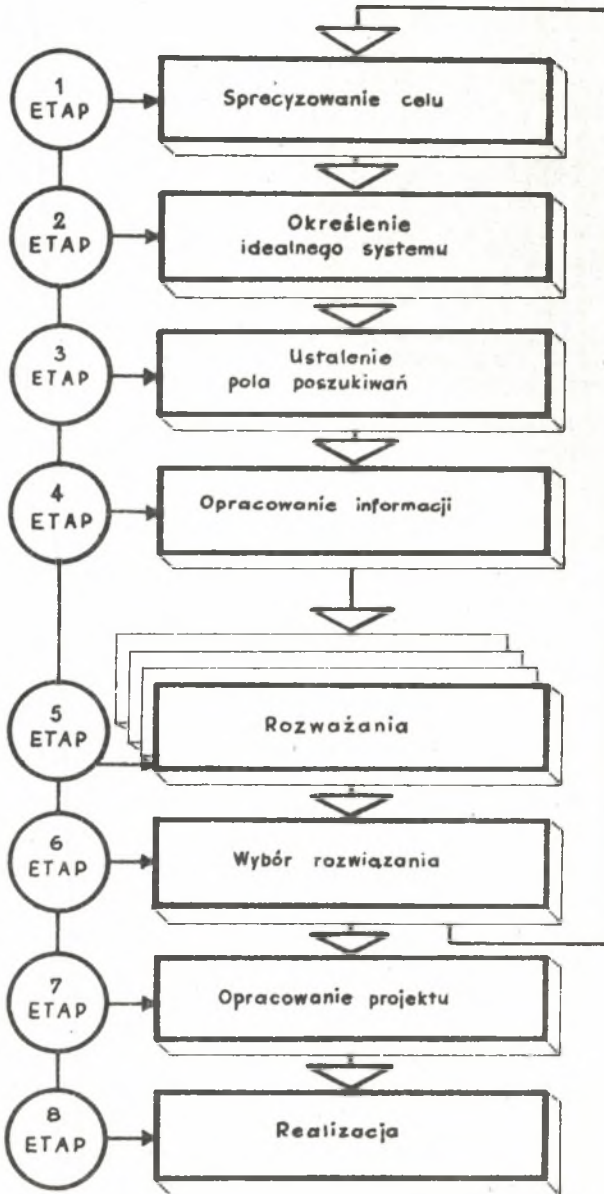 1
ETAP
Sprecyzowanie celu
2
ETAP
Określenie
idealnego systemu
3
ETAP
Ustalenie
pola poszukiwań
4
ETAP
Opracowanie informacji
5
ETAP
Rozważania
6
ETAP
Wybór rozwiązania
7
ETAP
Opracowanie projektu
8
ETAP
Realizacja